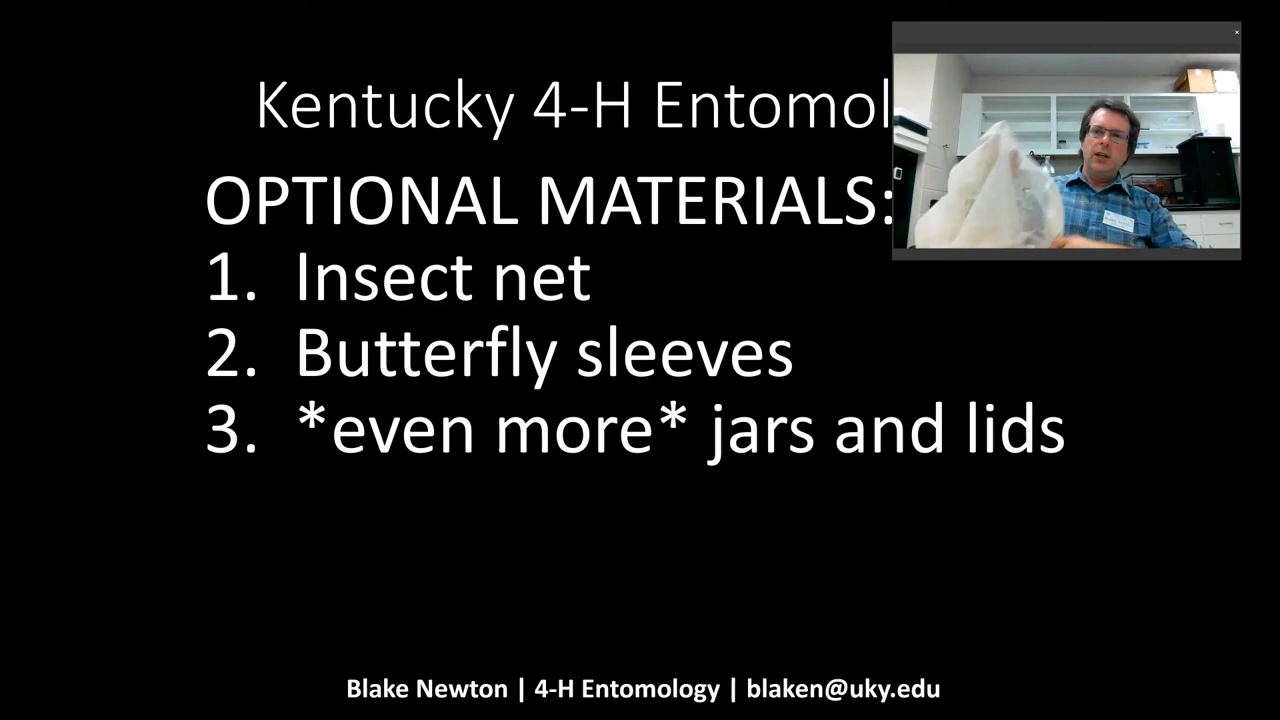 Kentucky 4-H Entomol
OPTIONAL MATERIALS:
1. Insect net
2. Butterfly sleeves
3. *even more* jars and lids
Blake Newton | 4-H Entomology | blaken@uky.edu